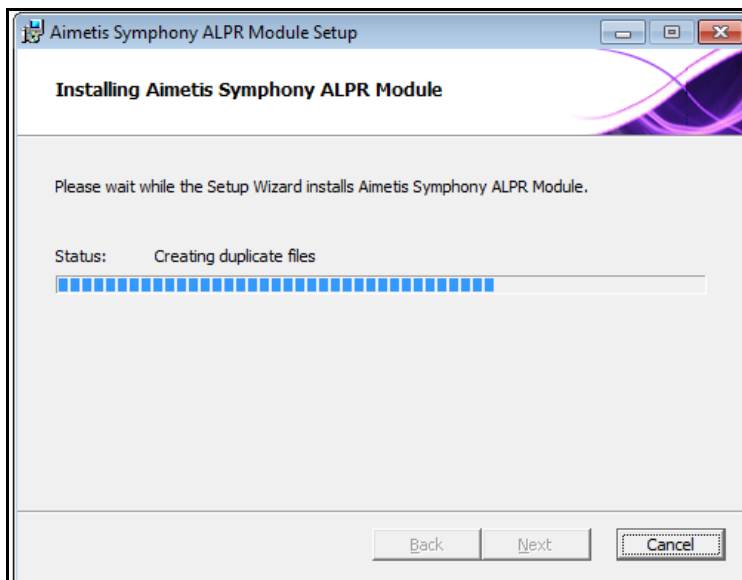 Aimetis Symphony ALPR Module Setup
Installing Aimetis Symphony ALPR Module
Please wait while the Setup Wizard installs Aimetis Symphony ALPR Module.
Status: Creating duplicate files
Back Next Cancel